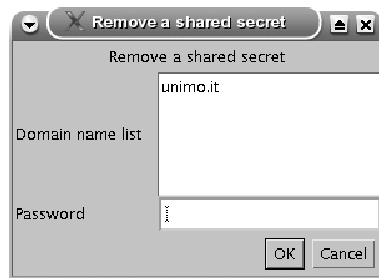 Remove a shared secret
Remove a shared secret
unimo.it
Domain name list
Password
OK Cancel